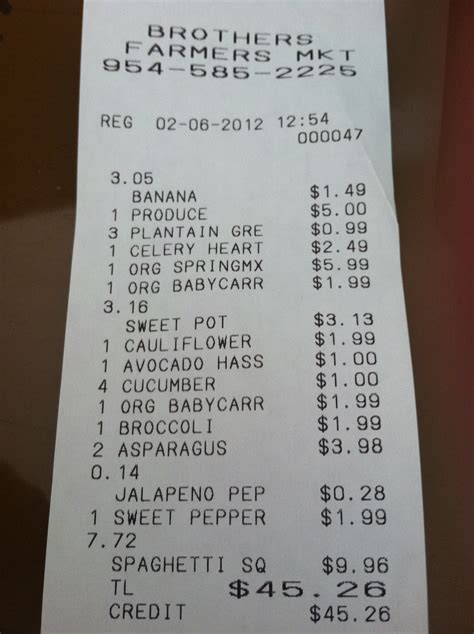 BROTHERS
FARMERS MKT
954-585-2225
REG 02-06-2012 12:54
000047
3.05
BANANA $1.49
1 PRODUCE $5.00
3 PLANTAIN GRE $0.99
1 CELERY HEART $2.49
1 ORG SPRINGMX $5.99
1 ORG BABYCARR $1.99
3.16
SWEET POT $3.13
1 CAULIFLOWER $1.99
1 AVOCADO HASS $1.00
4 CUCUMBER $1.00
1 ORG BABYCARR $1.99
1 BROCCOLI $1.99
2 ASPARAGUS $3.98
0.14
JALAPENO PEP $0.28
1 SWEET PEPPER $1.99
7.72
SPAGHETTI SQ $9.96
TL $45.26
CREDIT $45.26